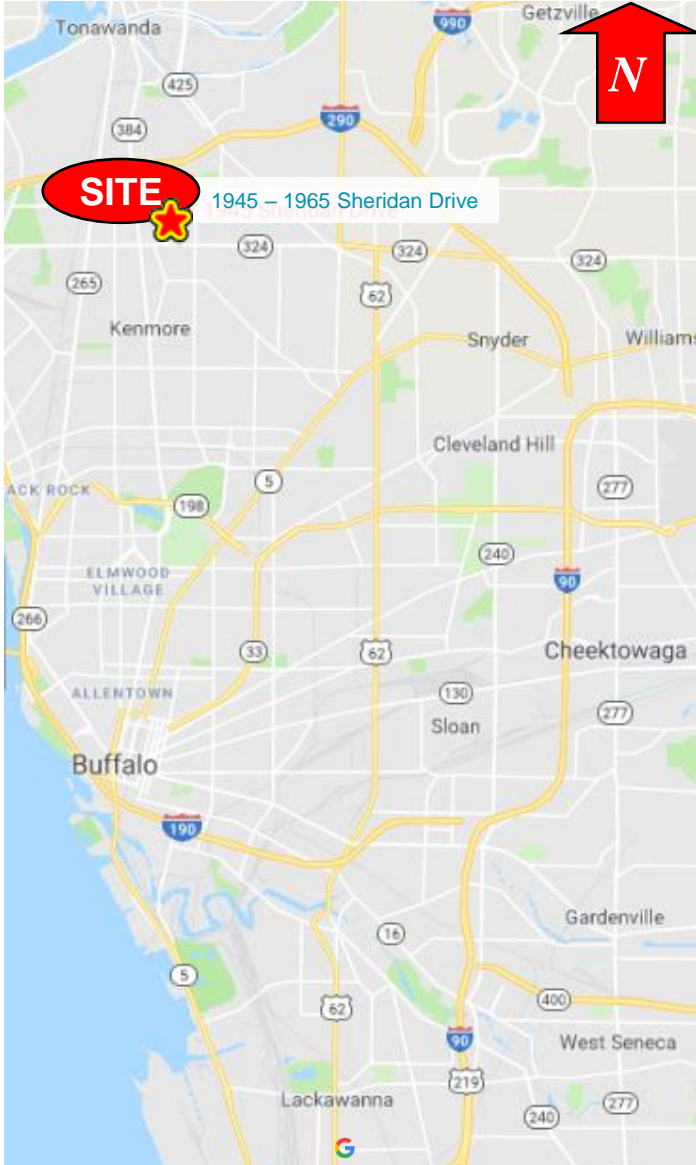 Getzville
Tonawanda
990
N
425
290
384
SITE
1945 – 1965 Sheridan Drive
324
324
324
265
62
Kenmore
Snyder
Williams
Cleveland Hill
5
277
ACK ROCK
198
240
90
ELMWOOD
VILLAGE
266
33
62
Cheektowaga
ALLENTOWN
130
277
Sloan
Buffalo
190
Gardenville
16
5
400
62
90
West Seneca
219
Lackawanna
277
240
G